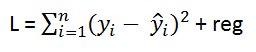 L = ∑ⁿᵢ₌₁(yᵢ − ŷᵢ)² + reg